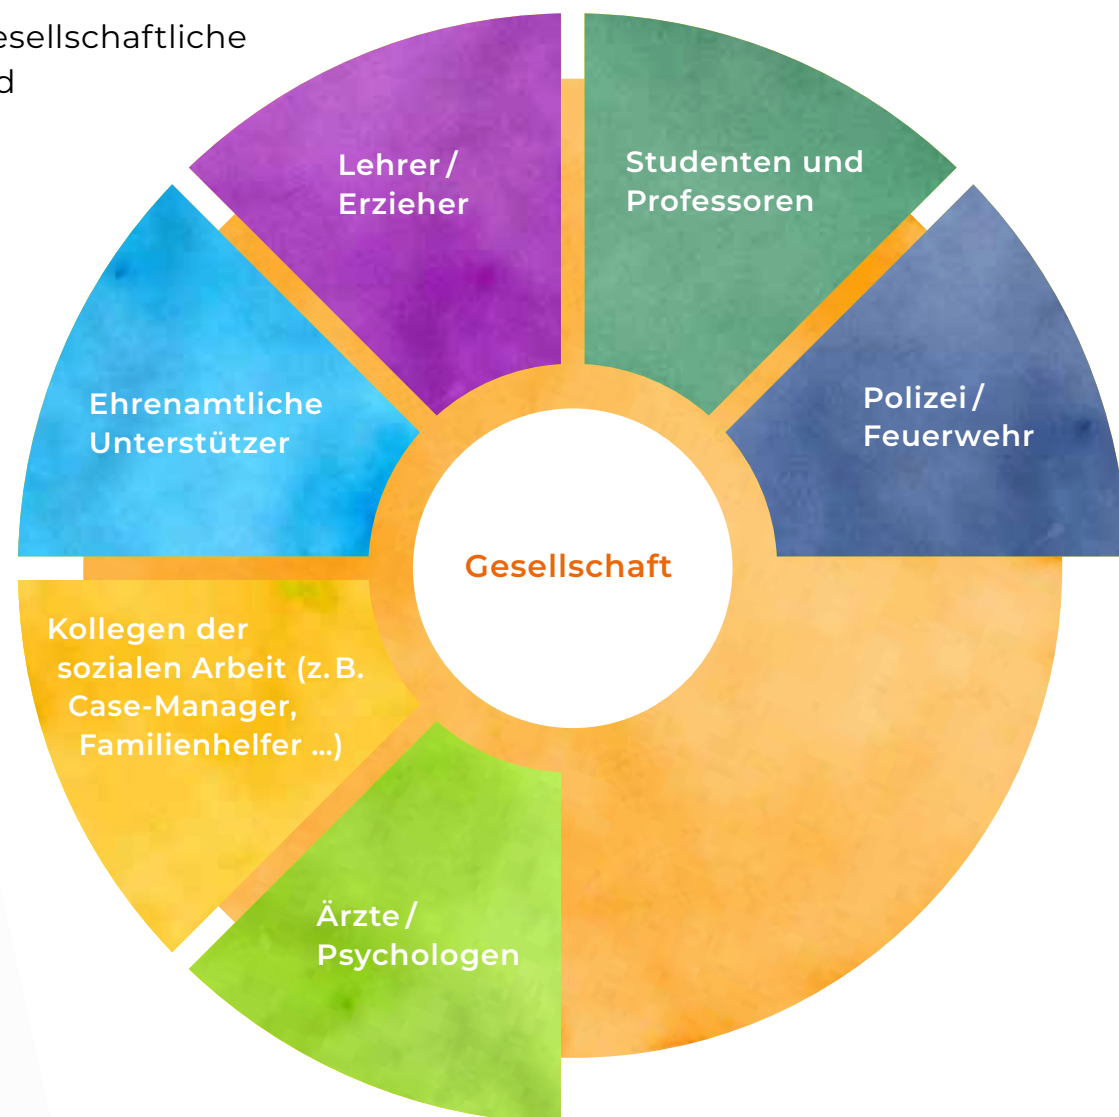 esellschaftliche
d
Lehrer /
Erzieher
Studenten und
Professoren
Ehrenamtliche
Unterstützer
Polizei /
Feuerwehr
Gesellschaft
Kollegen der
sozialen Arbeit (z. B.
Case-Manager,
Familienhelfer ...)
Ärzte /
Psychologen